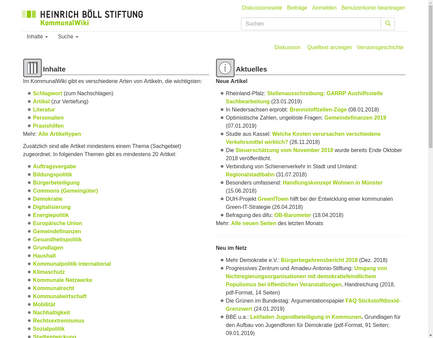 Diskussionsseite Beiträge Anmelden Benutzerkonto beantragen
HEINRICH BÖLL STIFTUNG
KommunalWiki
Suchen
Inhalte Suche
Diskussion Quelltext anzeigen Versionsgeschichte
Inhalte
Im KommunalWiki gibt es verschiedene Arten von Artikeln, die wichtigsten:
Schlagwort (zum Nachschlagen)
Artikel (zur Vertiefung)
Literatur
Personalien
Praxishilfen
Mehr: Alle Artikeltypen
Zusätzlich sind alle Artikel mindestens einem Thema (Sachgebiet)
zugeordnet. In folgenden Themen gibt es mindestens 20 Artikel:
Auftragsvergabe
Bildungspolitik
Bürgerbeteiligung
Commons (Gemeingüter)
Demokratie
Digitalisierung
Energiepolitik
Europäische Union
Gemeindefinanzen
Gesundheitspolitik
Grundlagen
Haushalt
Kommunalpolitik international
Klimaschutz
Kommunale Netzwerke
Kommunalrecht
Kommunalwirtschaft
Mobilität
Nachhaltigkeit
Rechtsextremismus
Sozialpolitik
Stadtentwicklung
Aktuelles
Neue Artikel
Rheinland-Pfalz: Stellenausschreibung: GARRP Aushilfsstelle
Sachbearbeitung (23.01.2019)
In Niedersachsen erprobt: Brennstoffzellen-Züge (08.01.2018)
Optimistische Zahlen, ungelöste Fragen: Gemeindefinanzen 2019
(07.01.2019)
Studie aus Kassel: Welche Kosten verursachen verschiedene
Verkehrsmittel wirklich? (26.11.2018)
Die Steuerschätzung vom November 2018 wurde bereits Ende Oktober
2018 veröffentlicht.
Verbindung von Schienenverkehr in Stadt und Umland:
Regionalstadtbahn (31.07.2018)
Besonders umfassend: Handlungskonzept Wohnen in Münster
(15.06.2018)
DUH-Projekt GreenITown hilft bei der Entwicklung einer kommunalen
Green-IT-Strategie (26.04.2018)
Befragung des difu: OB-Barometer (18.04.2018)
Mehr: Alle neuen Seiten des letzten Monats
Neu im Netz
Mehr Demokratie e.V.: Bürgerbegehrensbericht 2018 (Dez. 2018)
Progressives Zentrum und Amadeu-Antonio-Stiftung: Umgang von
Nichtregierungsorganisationen mit demokratiefeindlichem
Populismus bei öffentlichen Veranstaltungen. Handreichung (2018,
pdf-Format, 14 Seiten)
Die Grünen im Bundestag: Argumentationspapier FAQ Stickstoffdioxid-
Grenzwert (24.01.2019)
BBE u.a.: Leitfaden Jugendbeteiligung in Kommunen. Grundlagen für
den Aufbau von Jugendforen für Demokratie (pdf-Format, 91 Seiten;
09.01.2019)